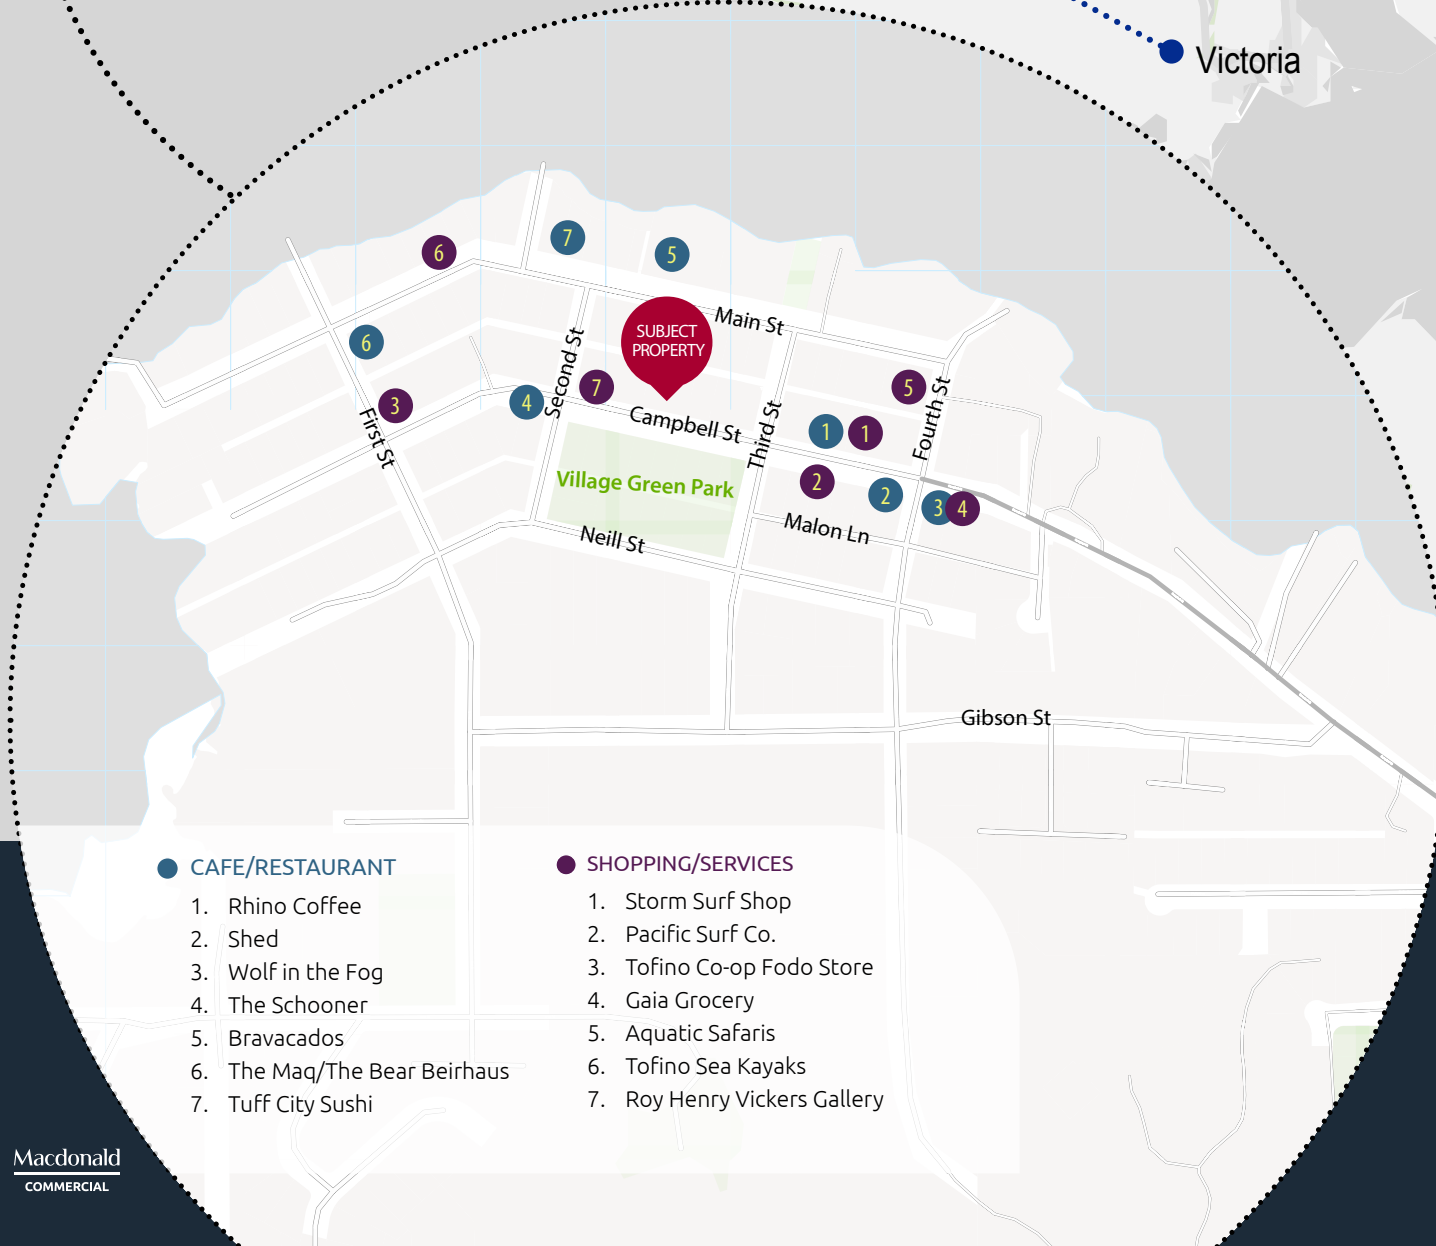 Victoria
7
6
5
SUBJECT
PROPERTY
Main St
6
Second St
7
5
3
4
First St
Campbell St
Third St
Fourth St
1
1
Village Green Park
2
2
3
4
Malon Ln
Neill St
Gibson St
CAFE/RESTAURANT
1. Rhino Coffee
2. Shed
3. Wolf in the Fog
4. The Schooner
5. Bravacados
6. The Maq/The Bear Beirhaus
7. Tuff City Sushi
SHOPPING/SERVICES
1. Storm Surf Shop
2. Pacific Surf Co.
3. Tofino Co-op Fodo Store
4. Gaia Grocery
5. Aquatic Safaris
6. Tofino Sea Kayaks
7. Roy Henry Vickers Gallery
Macdonald
COMMERCIAL